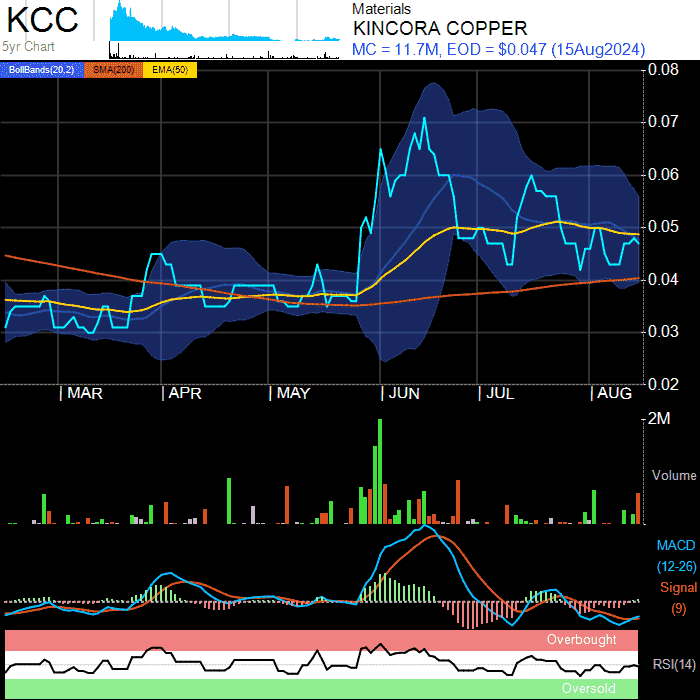 KCC
5yr Chart
Materials
KINCORA COPPER
MC = 11.7M, EOD = $0.047 (15Aug2024)
BollBands(20,2) SMA(200) EMA(50)
0.08
0.07
0.06
0.05
0.04
0.03
0.02
MAR APR MAY JUN JUL AUG
2M
Volume
MACD
(12-26)
Signal
(9)
Overbought
RSI(14)
Oversold